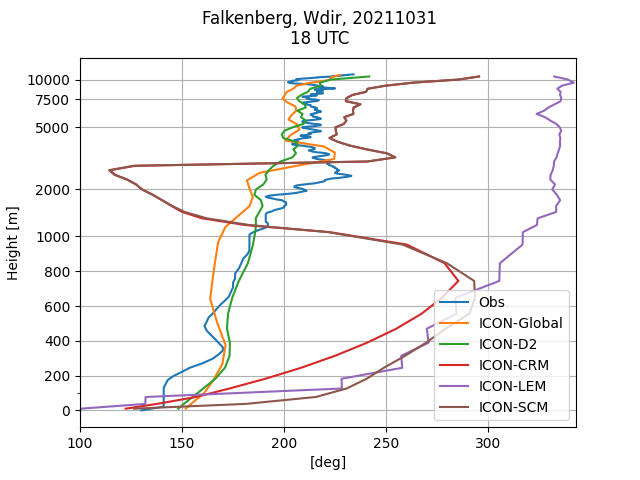 Falkenberg, Wdir, 20211031
18 UTC
Height [m]
10000
7500
5000
2000
1000
800
600
400
200
0
100
150
200
250
300
[deg]
Obs
ICON-Global
ICON-D2
ICON-CRM
ICON-LEM
ICON-SCM